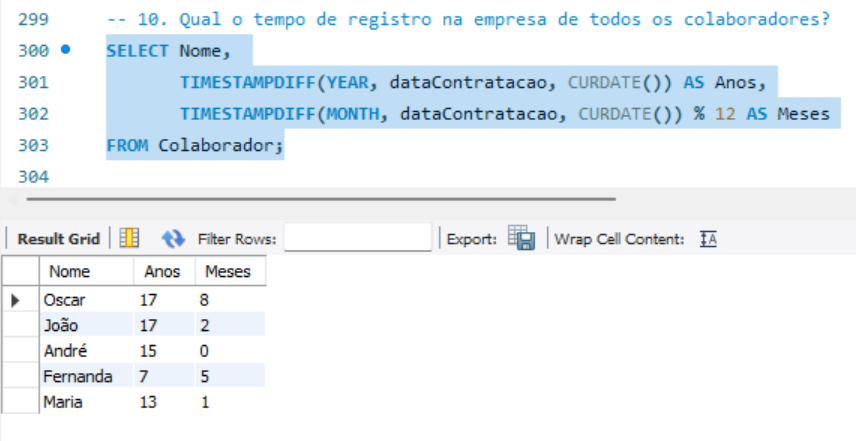 299 -- 10. Qual o tempo de registro na empresa de todos os colaboradores?
300 SELECT Nome,
301 TIMESTAMPDIFF(YEAR, dataContratacao, CURDATE()) AS Anos,
302 TIMESTAMPDIFF(MONTH, dataContratacao, CURDATE()) % 12 AS Meses
303 FROM Colaborador;
304
Result Grid Filter Rows: Export: Wrap Cell Content: IA
Nome Anos Meses
Oscar 17 8
João 17 2
André 15 0
Fernanda 7 5
Maria 13 1